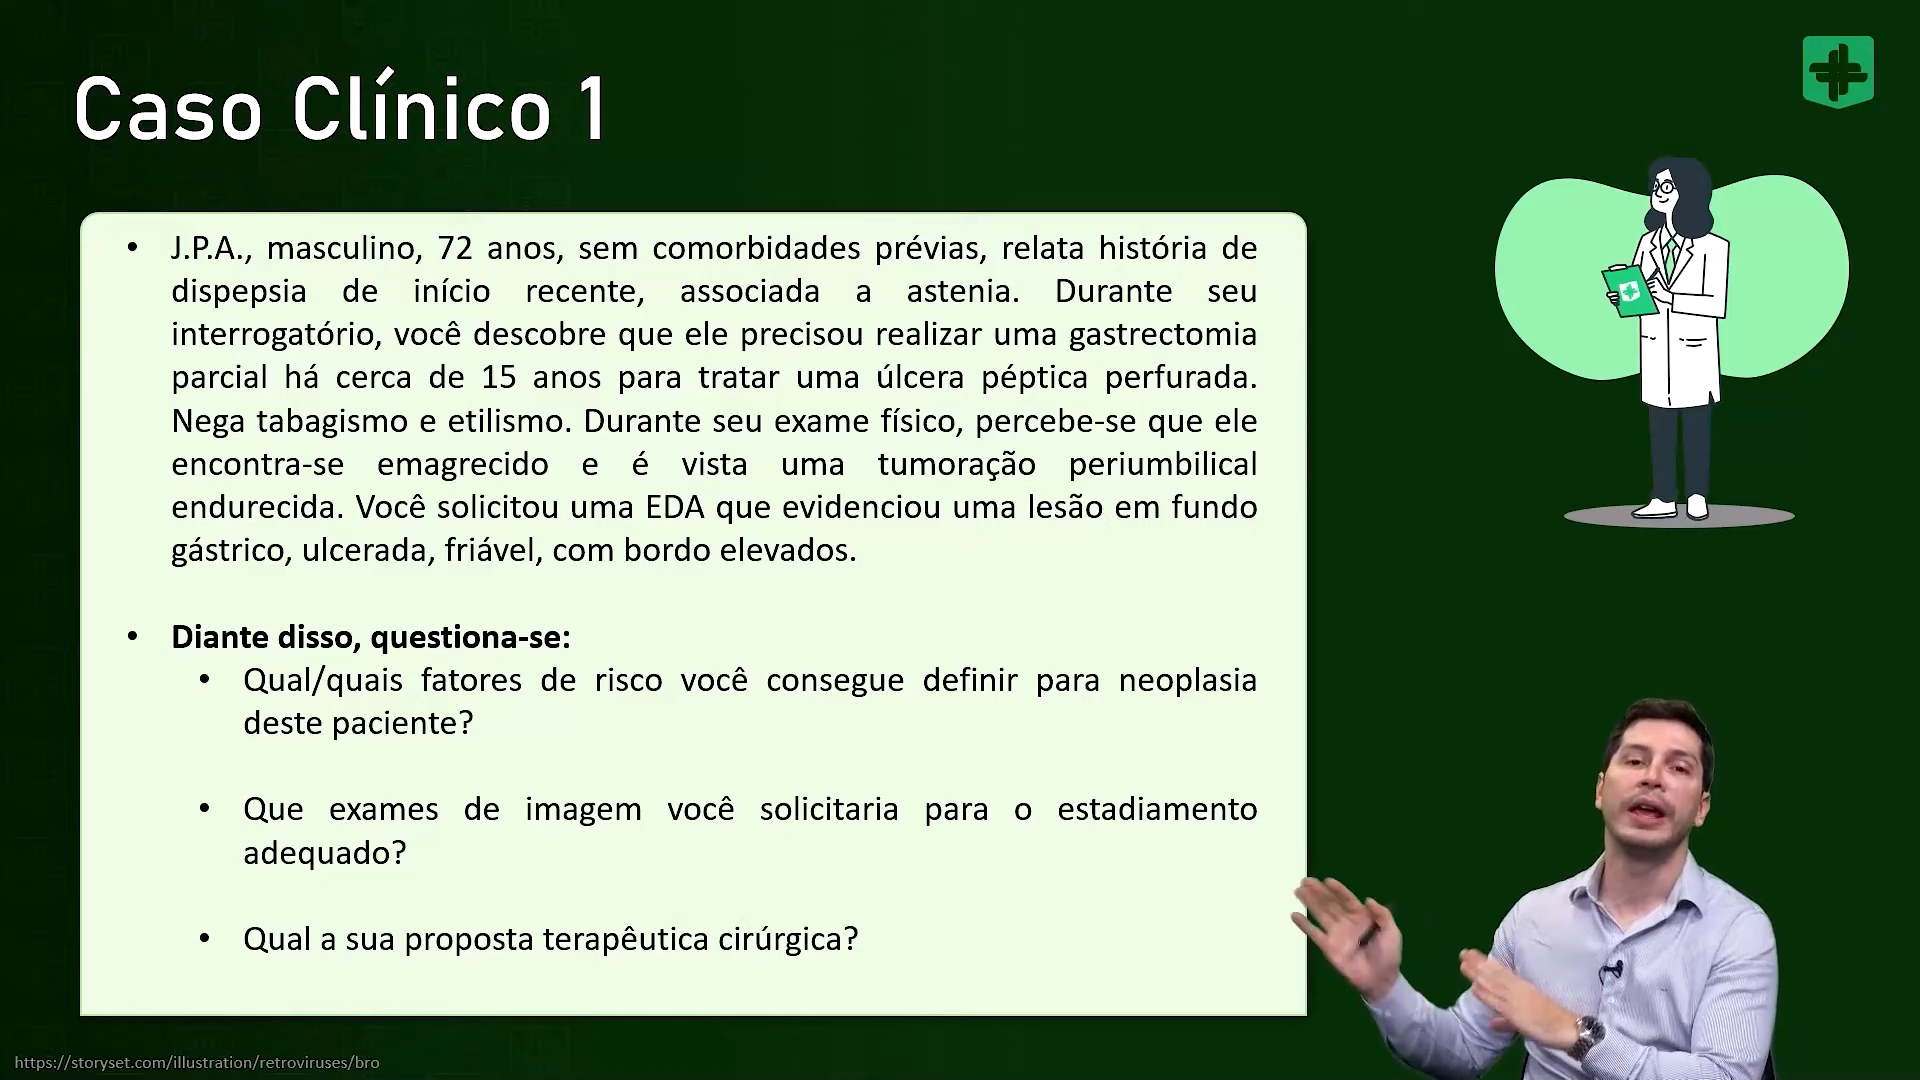 Caso Clínico 1
• J.P.A., masculino, 72 anos, sem comorbidades prévias, relata história de
dispepsia de início recente, associada a astenia. Durante seu
interrogatório, você descobre que ele precisou realizar uma gastrectomia
parcial há cerca de 15 anos para tratar uma úlcera péptica perfurada.
Nega tabagismo e etilismo. Durante seu exame físico, percebe-se que ele
encontra-se emagrecido e é vista uma tumoração periumbilical
endurecida. Você solicitou uma EDA que evidenciou uma lesão em fundo
gástrico, ulcerada, friável, com bordo elevados.
• Diante disso, questiona-se:
• Qual/quais fatores de risco você consegue definir para neoplasia
deste paciente?
• Que exames de imagem você solicitaria para o estadiamento
adequado?
• Qual a sua proposta terapêutica cirúrgica?
https://storyset.com/illustration/retroviruses/bro